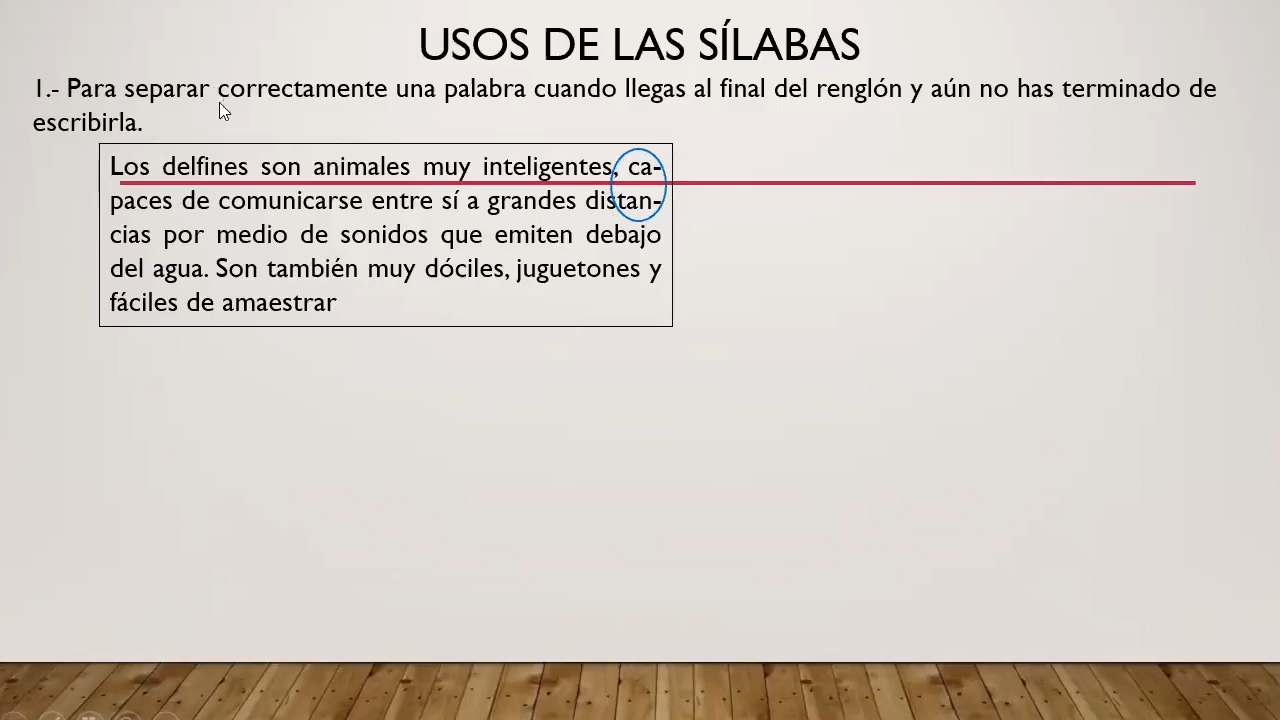 USOS DE LAS SÍLABAS
1.- Para separar correctamente una palabra cuando llegas al final del renglón y aún no has terminado de
escribirla.
Los delfines son animales muy inteligentes, ca-
paces de comunicarse entre sí a grandes distan-
cias por medio de sonidos que emiten debajo
del agua. Son también muy dóciles, juguetones y
fáciles de amaestrar